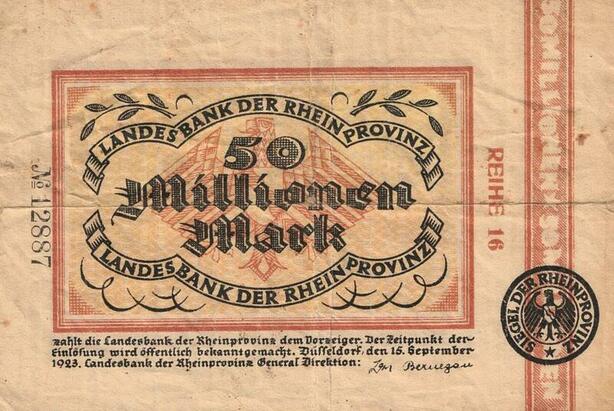 LANDESBANK DER RHEINPROVINZ
50
Millionen
Mark
LANDESBANK DER RHEINPROVINZ
zahlt die Landesbank der Rheinprovinz dem Vorzeiger. Der Zeitpunkt der
Einlösung wird öffentlich bekanntgemacht. Düsseldorf, den 15. September
1923. Landesbank der Rheinprovinz General Direktion:
No 12887
REIHE 16
SIEGEL DER RHEINPROVINZ